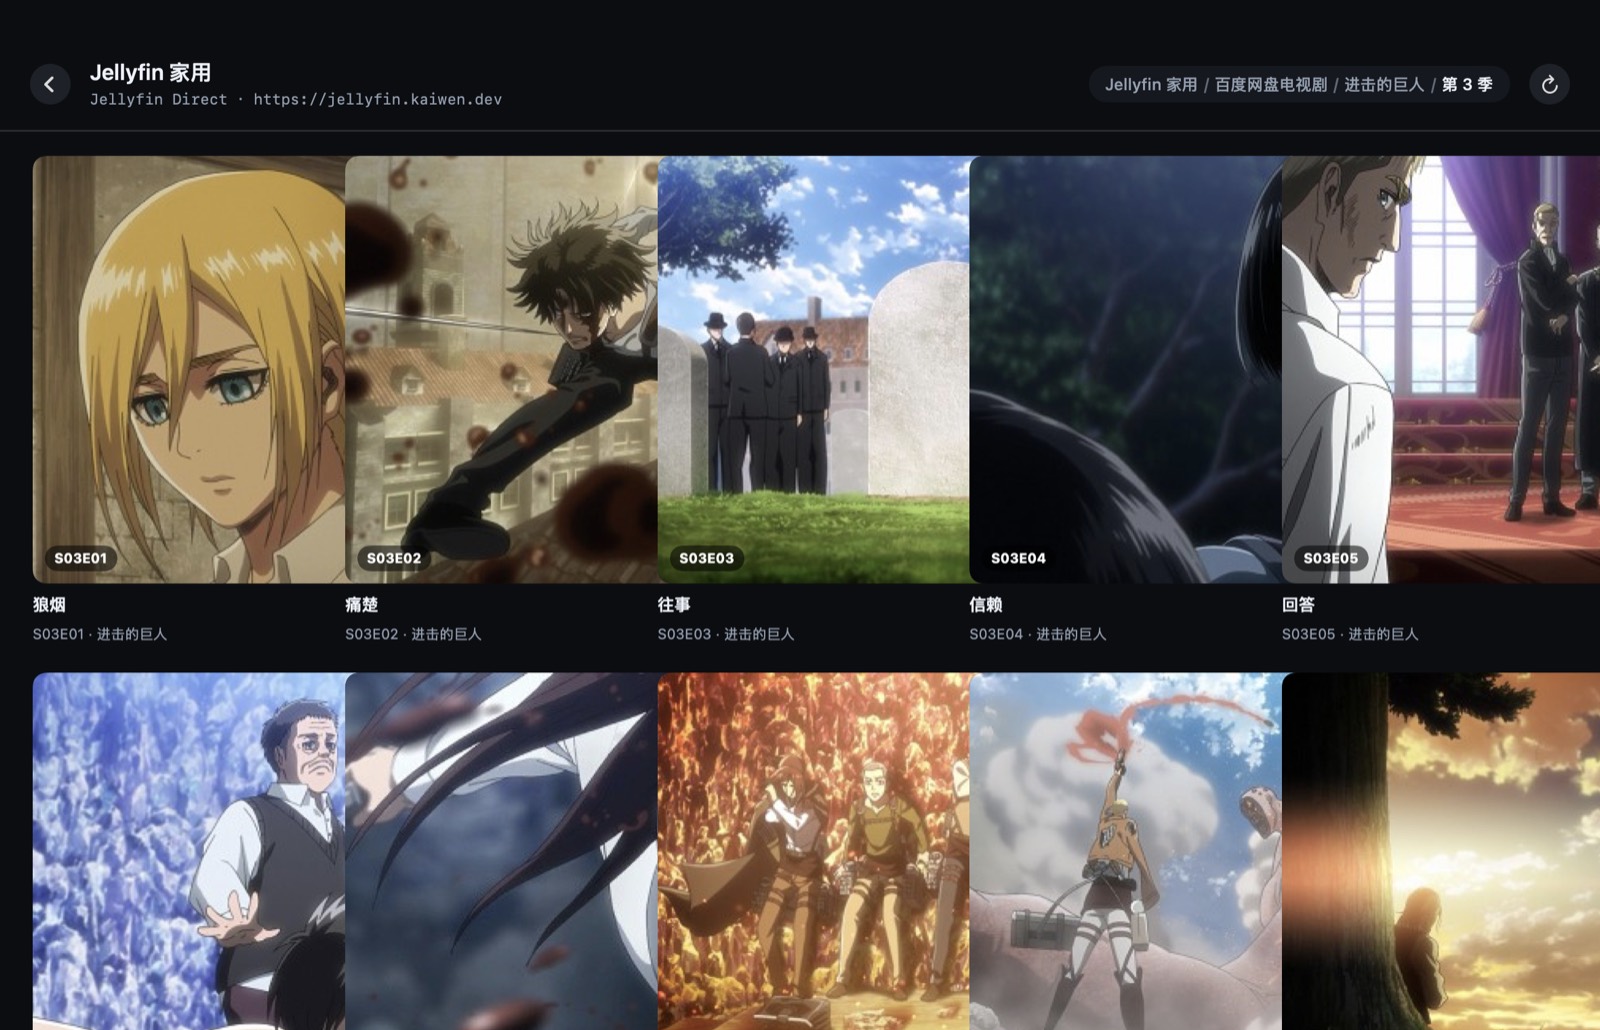 Jellyfin 家用
Jellyfin Direct · https://jellyfin.kaiwen.dev
Jellyfin 家用 / 百度网盘电视剧 / 进击的巨人 / 第 3 季
S03E01
S03E02
S03E03
S03E04
S03E05
狼烟
痛楚
往事
信赖
回答
S03E01 · 进击的巨人
S03E02 · 进击的巨人
S03E03 · 进击的巨人
S03E04 · 进击的巨人
S03E05 · 进击的巨人